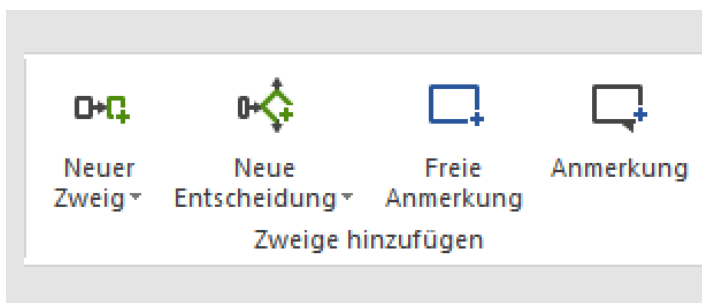 Neuer Zweig
Neue Entscheidung
Freie Anmerkung
Anmerkung
Zweige hinzufügen